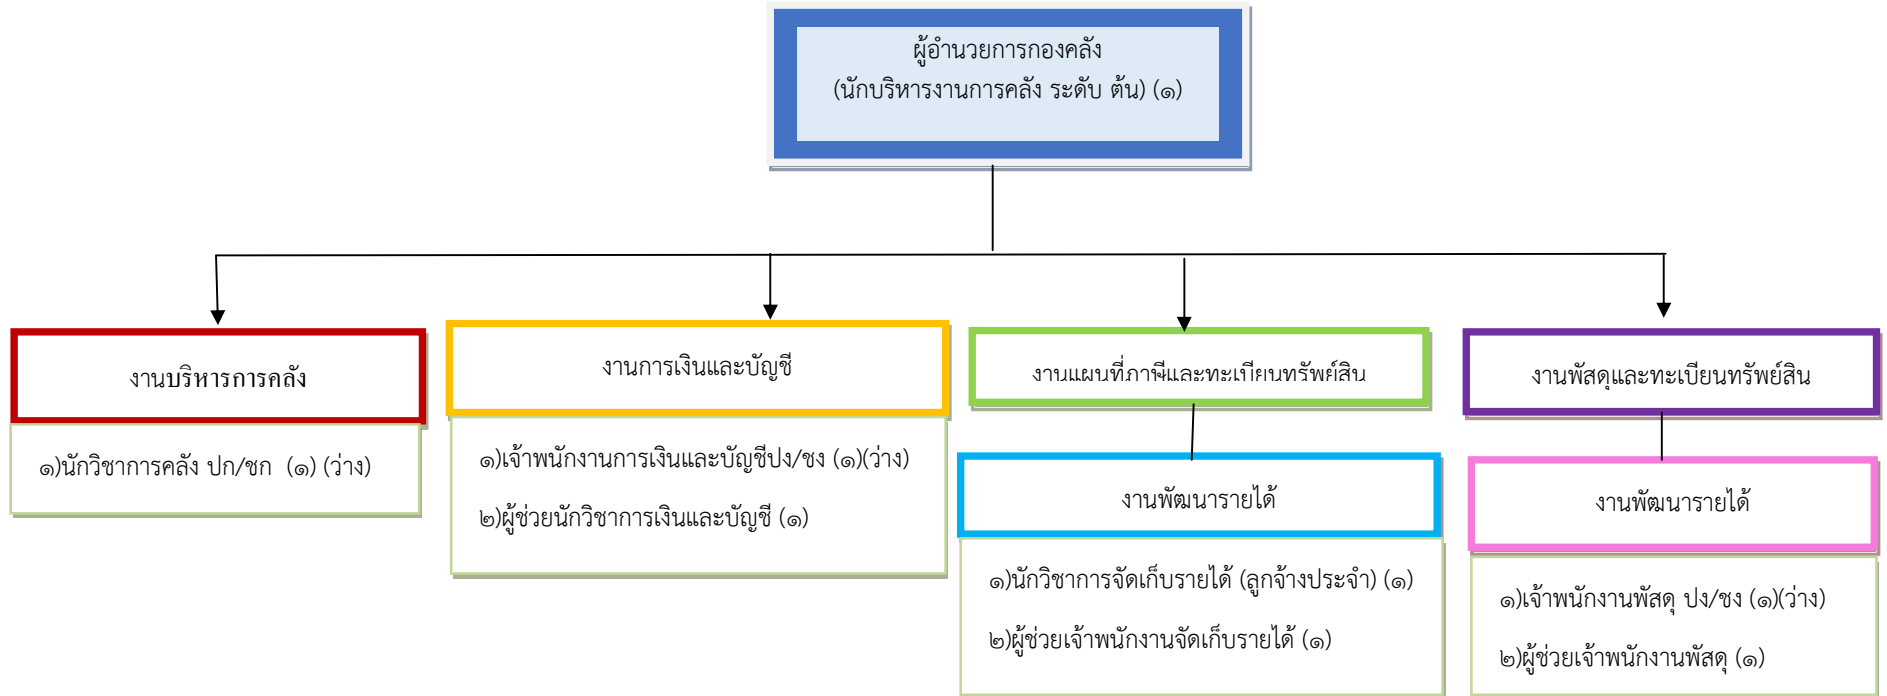 ผู้อำนวยการกองคลัง
(นักบริหารงานการคลัง ระดับ ต้น) (๑)
งานบริหารการคลัง
๑)นักวิชาการคลัง ปก/ชก (๑) (ว่าง)
งานการเงินและบัญชี
๑)เจ้าพนักงานการเงินและบัญชีปง/ชง (๑)(ว่าง)
๒)ผู้ช่วยนักวิชาการเงินและบัญชี (๑)
งานแผนที่ภาษีและทะเบียนทรัพย์สิน
งานพัฒนารายได้
๑)นักวิชาการจัดเก็บรายได้ (ลูกจ้างประจำ) (๑)
๒)ผู้ช่วยเจ้าพนักงานจัดเก็บรายได้ (๑)
งานพัสดุและทะเบียนทรัพย์สิน
งานพัฒนารายได้
๑)เจ้าพนักงานพัสดุ ปง/ชง (๑)(ว่าง)
๒)ผู้ช่วยเจ้าพนักงานพัสดุ (๑)